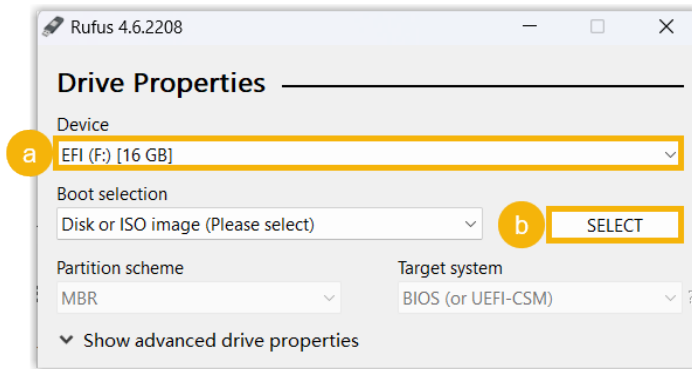 Rufus 4.6.2208
Drive Properties
Device
a
EFI (F:) [16 GB]
Boot selection
Disk or ISO image (Please select)
b
SELECT
Partition scheme
Target system
MBR
BIOS (or UEFI-CSM)
?
Show advanced drive properties